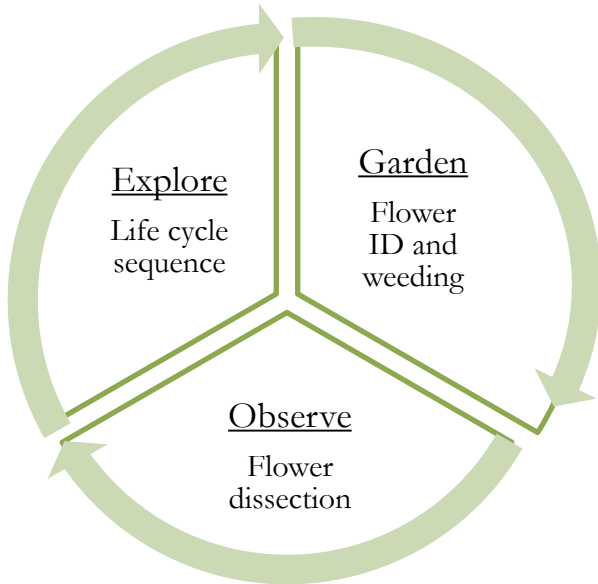 Explore
Life cycle
sequence
Garden
Flower
ID and
weeding
Observe
Flower
dissection